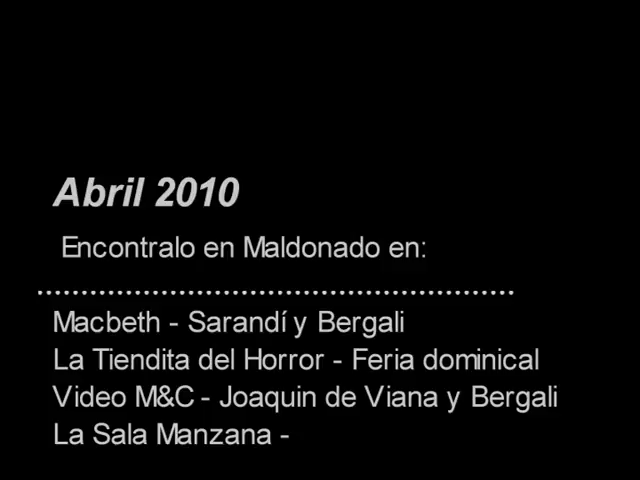 Abril 2010
Encontralo en Maldonado en:
...................................................
Macbeth - Sarandí y Bergali
La Tiendita del Horror - Feria dominical
Video M&C - Joaquin de Viana y Bergali
La Sala Manzana -